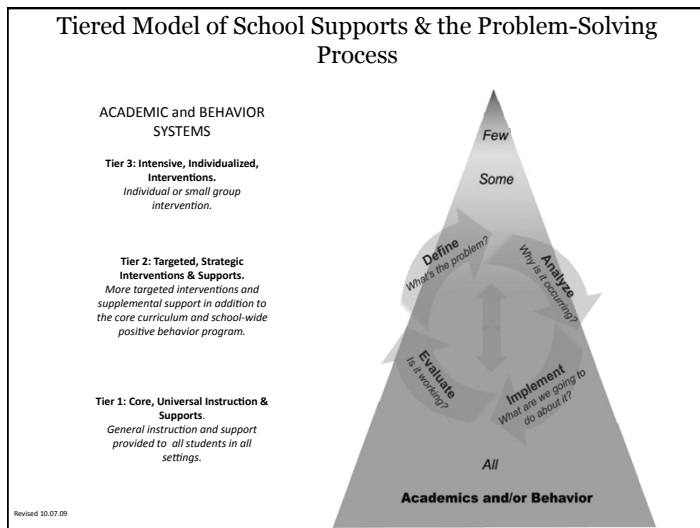 Tiered Model of School Supports & the Problem-Solving
Process
ACADEMIC and BEHAVIOR
SYSTEMS
Tier 3: Intensive, Individualized,
Interventions.
Individual or small group
intervention.
Tier 2: Targeted, Strategic
Interventions & Supports.
More targeted interventions and
supplemental support in addition to
the core curriculum and school-wide
positive behavior program.
Tier 1: Core, Universal Instruction &
Supports.
General instruction and support
provided to all students in all
settings.
Revised 10.07.09
Few
Some
Define
What's the problem?
Analyze
Why is it occurring?
Implement
What are we going to
do about it?
Evaluate
Is it working?
All
Academics and/or Behavior